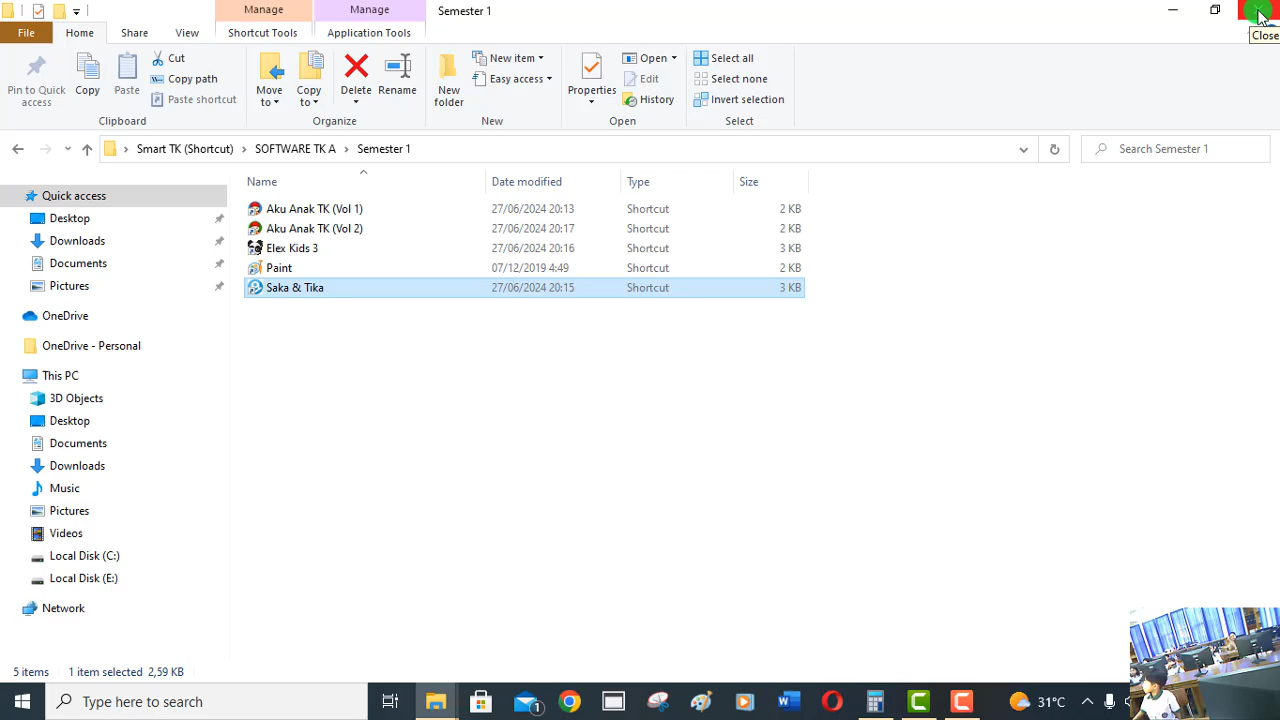 Manage
Manage
Semester 1
Close
File
Home
Share
View
Shortcut Tools
Application Tools
Pin to Quick access
Copy
Paste
Cut
Copy path
Paste shortcut
Clipboard
Move to
Copy to
Delete
Rename
Organize
New folder
New item
Easy access
New
Properties
Open
Edit
History
Open
Select all
Select none
Invert selection
Select
Smart TK (Shortcut) › SOFTWARE TK A › Semester 1
Search Semester 1
Name Date modified Type Size
Aku Anak TK (Vol 1) 27/06/2024 20:13 Shortcut 2 KB
Aku Anak TK (Vol 2) 27/06/2024 20:17 Shortcut 2 KB
Elex Kids 3 27/06/2024 20:16 Shortcut 3 KB
Paint 07/12/2019 4:49 Shortcut 2 KB
Saka & Tika 27/06/2024 20:15 Shortcut 3 KB
Quick access
Desktop
Downloads
Documents
Pictures
OneDrive
OneDrive - Personal
This PC
3D Objects
Desktop
Documents
Downloads
Music
Pictures
Videos
Local Disk (C:)
Local Disk (E:)
Network
5 items 1 item selected 2,59 KB
Type here to search
1
31°C